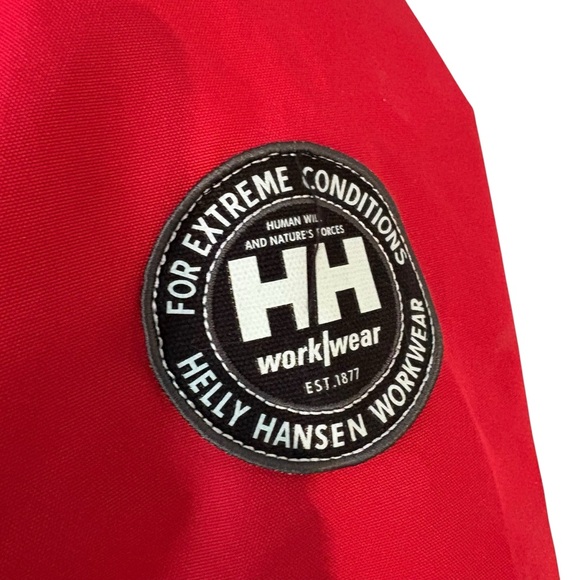 FOR EXTREME CONDITIONS
HUMAN
AND NATURE'S FORCES
HH
work/wear
EST.1877
HELLY HANSEN WORKWEAR